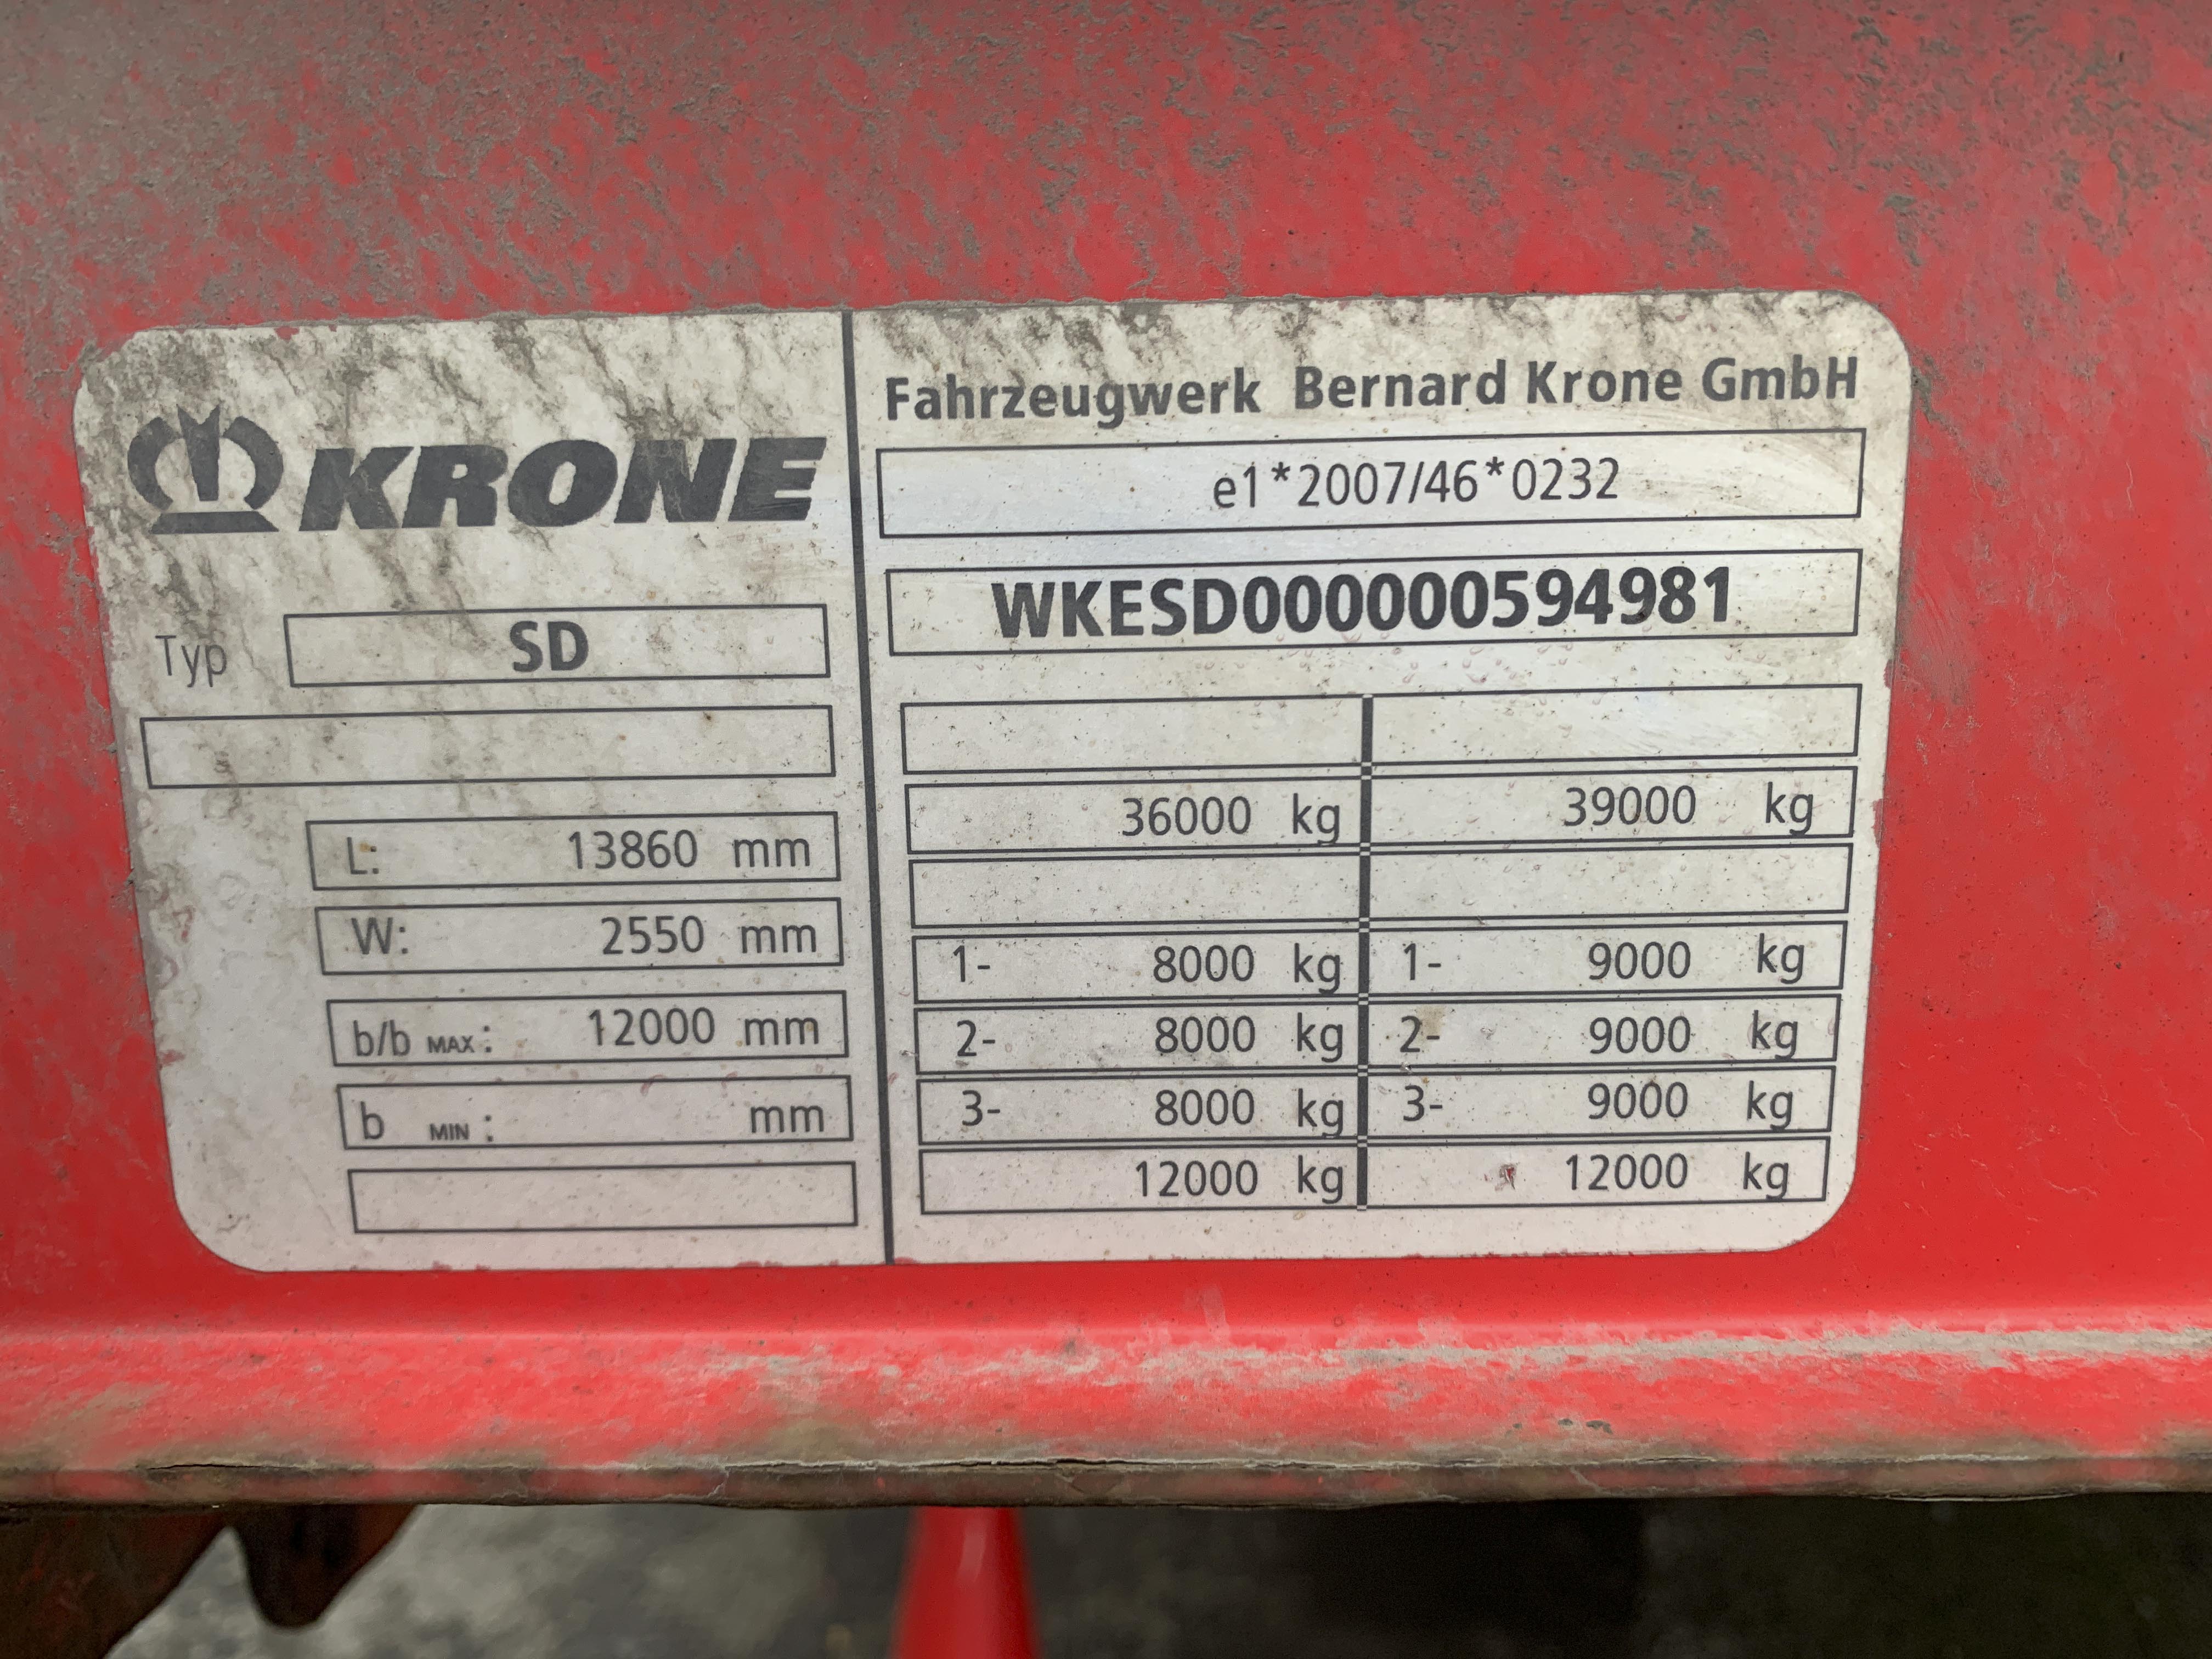 KRONE
Typ SD
L: 13860 mm
W: 2550 mm
b/b MAX: 12000 mm
b MIN: mm
Fahrzeugwerk Bernard Krone GmbH
e1*2007/46*0232
WKESD000000594981
36000 kg 39000 kg
1- 8000 kg 1- 9000 kg
2- 8000 kg 2- 9000 kg
3- 8000 kg 3- 9000 kg
12000 kg 12000 kg